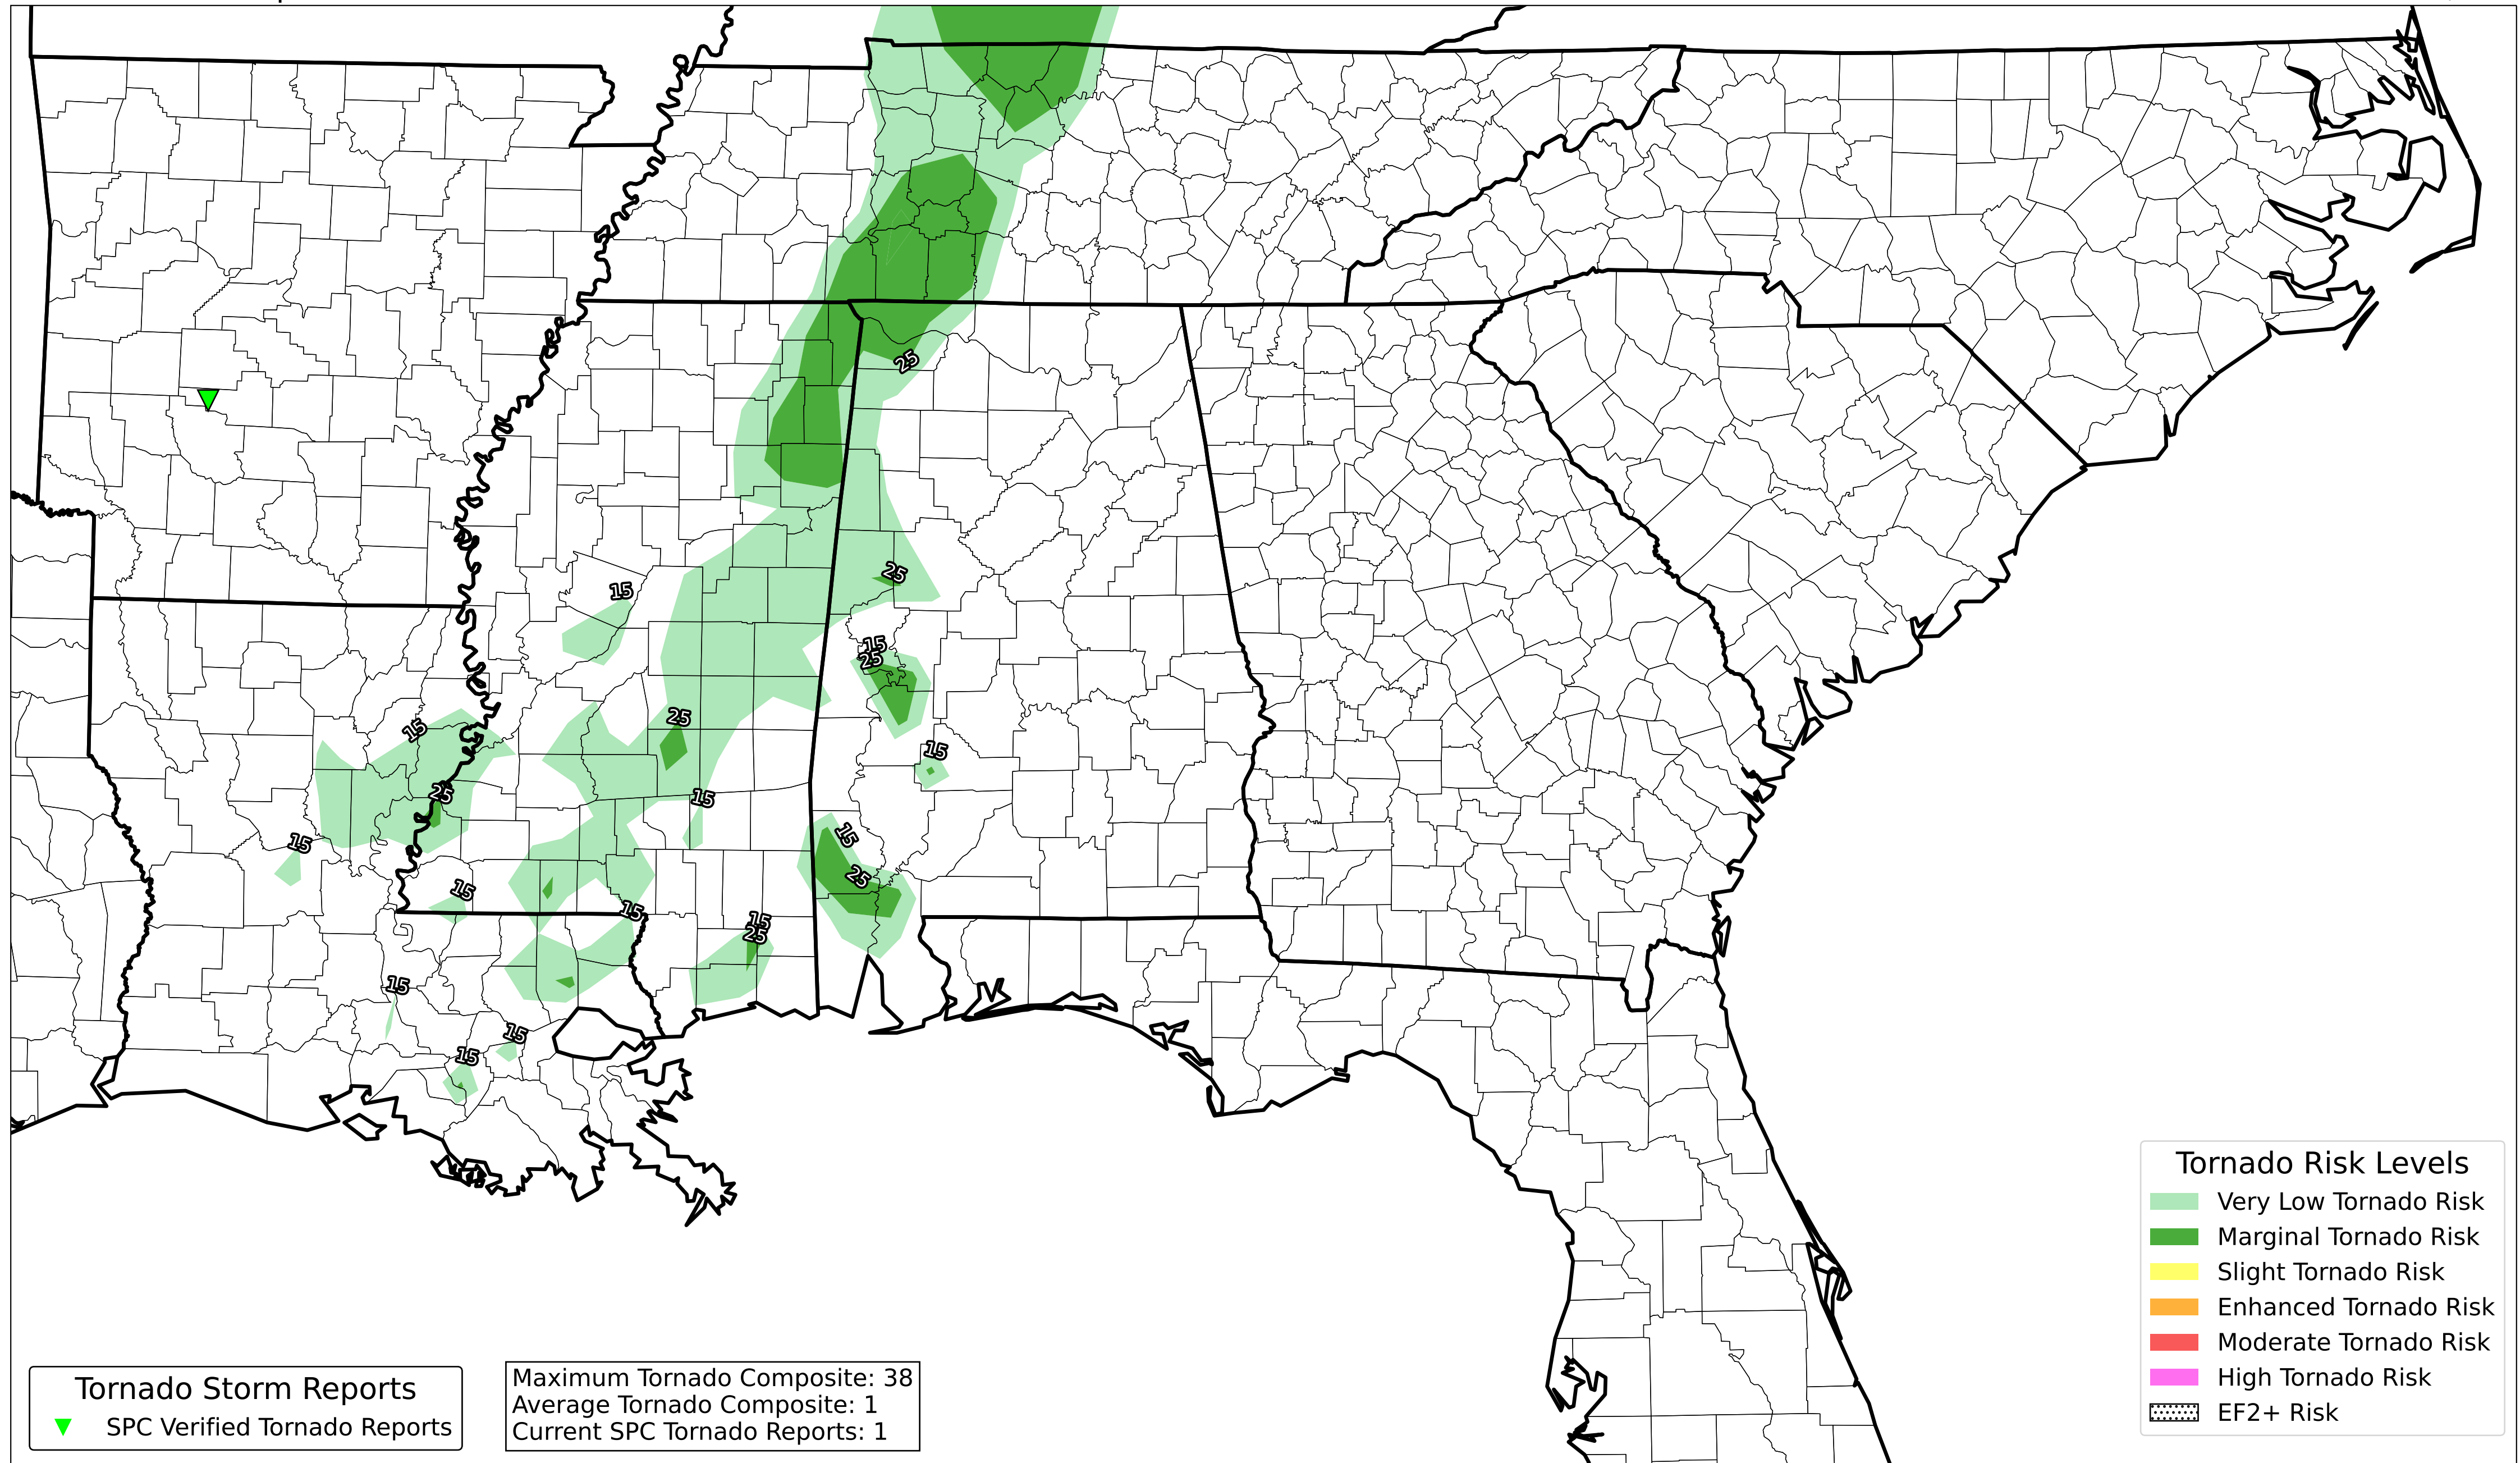 25
15
25
15
25
25
15
15
25
15
15
15
25
15
15
15
25
15
15
15
Tornado Risk Levels
Very Low Tornado Risk
Marginal Tornado Risk
Slight Tornado Risk
Enhanced Tornado Risk
Moderate Tornado Risk
High Tornado Risk
EF2+ Risk
Tornado Storm Reports
SPC Verified Tornado Reports
Maximum Tornado Composite: 38
Average Tornado Composite: 1
Current SPC Tornado Reports: 1